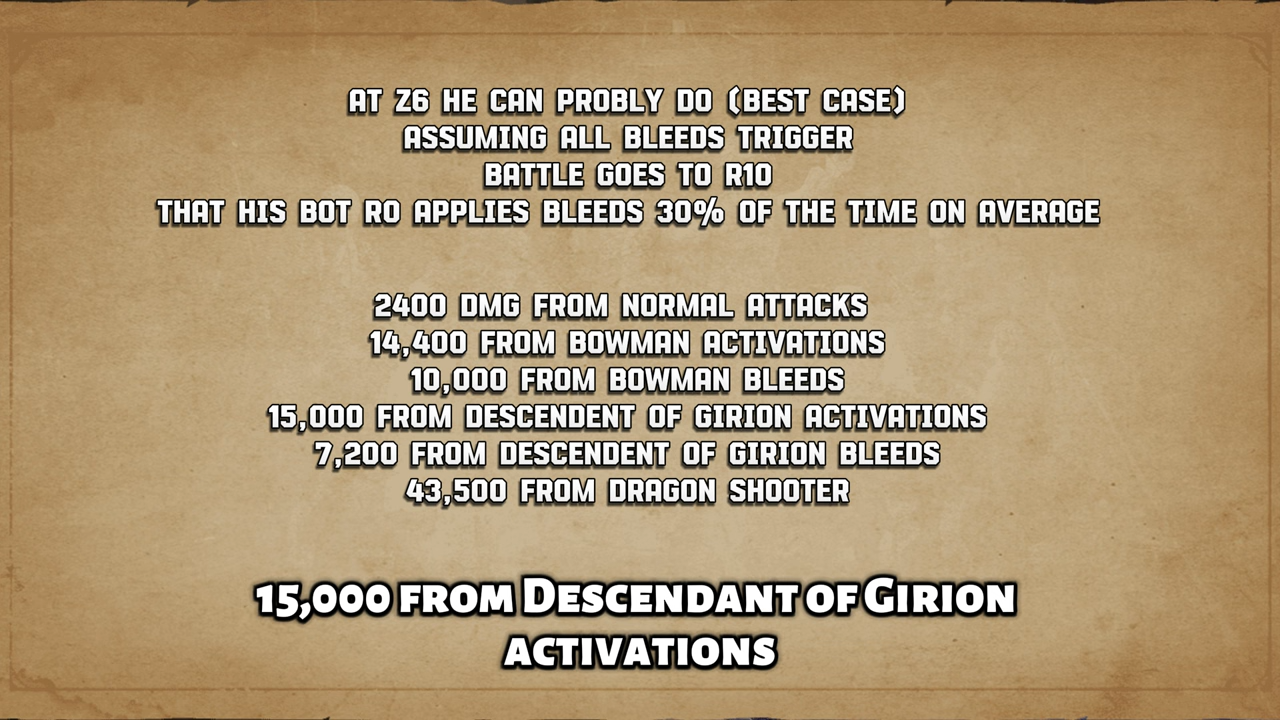 AT Z6 HE CAN PROBLY DO (BEST CASE)
ASSUMING ALL BLEEDS TRIGGER
BATTLE GOES TO R10
THAT HIS BOT RO APPLIES BLEEDS 30% OF THE TIME ON AVERAGE
2400 DMG FROM NORMAL ATTACKS
14,400 FROM BOWMAN ACTIVATIONS
10,000 FROM BOWMAN BLEEDS
15,000 FROM DESCENDENT OF GIRION ACTIVATIONS
7,200 FROM DESCENDENT OF GIRION BLEEDS
43,500 FROM DRAGON SHOOTER
15,000 FROM DESCENDANT OF GIRION
ACTIVATIONS